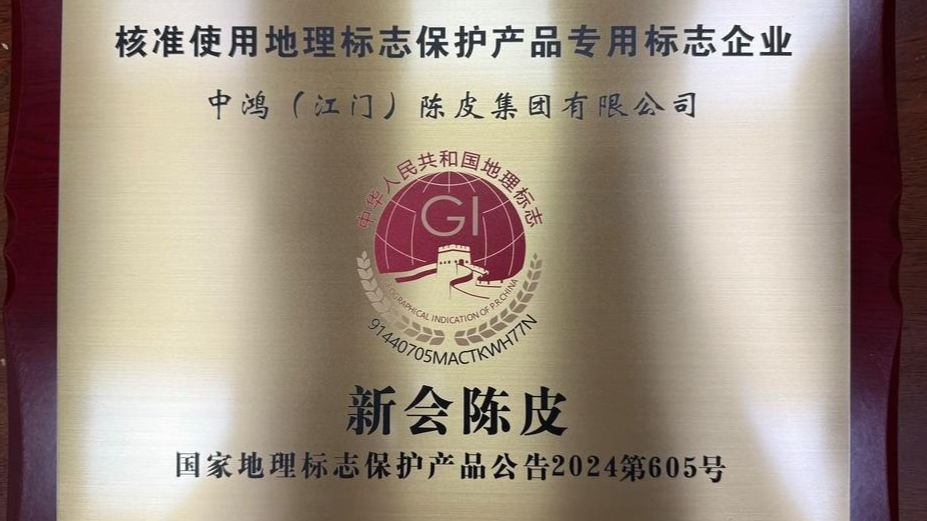 核准使用地理标志保护产品专用标志企业
中鸿（江门）陈皮集团有限公司
中华人民共和国地理标志
GI
GEOGRAPHICAL INDICATION OF P.R.CHINA
91440705MACTKWH77N
新会陈皮
国家地理标志保护产品公告2024第605号